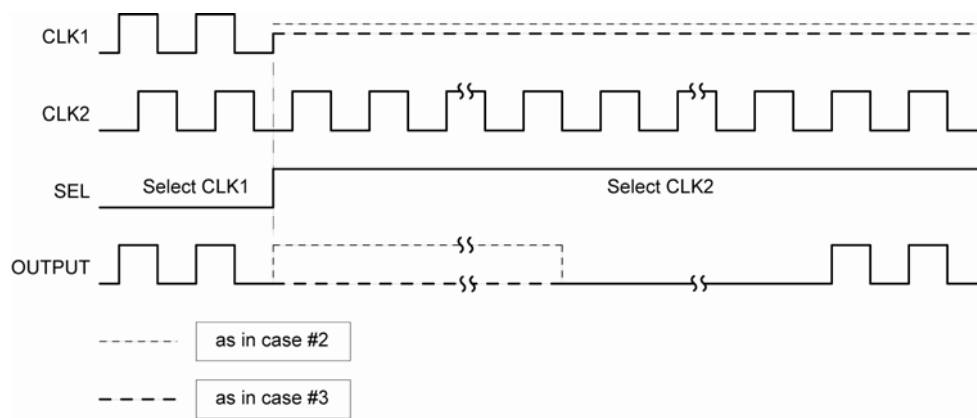 CLK1
CLK2
SEL
Select CLK1
Select CLK2
OUTPUT
as in case #2
as in case #3